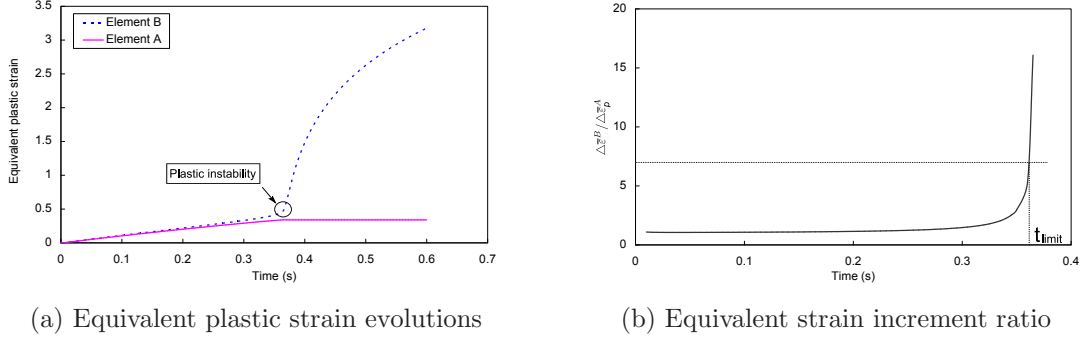 3.5
3
2.5
2
1.5
1
0.5
0
0 0.1 0.2 0.3 0.4 0.5 0.6 0.7
Equivalent plastic strain
Time (s)
Element B
Element A
Plastic instability
(a) Equivalent plastic strain evolutions
20
15
10
5
0
0 0.1 0.2 0.3 0.4
Time (s)
t limit
(b) Equivalent strain increment ratio